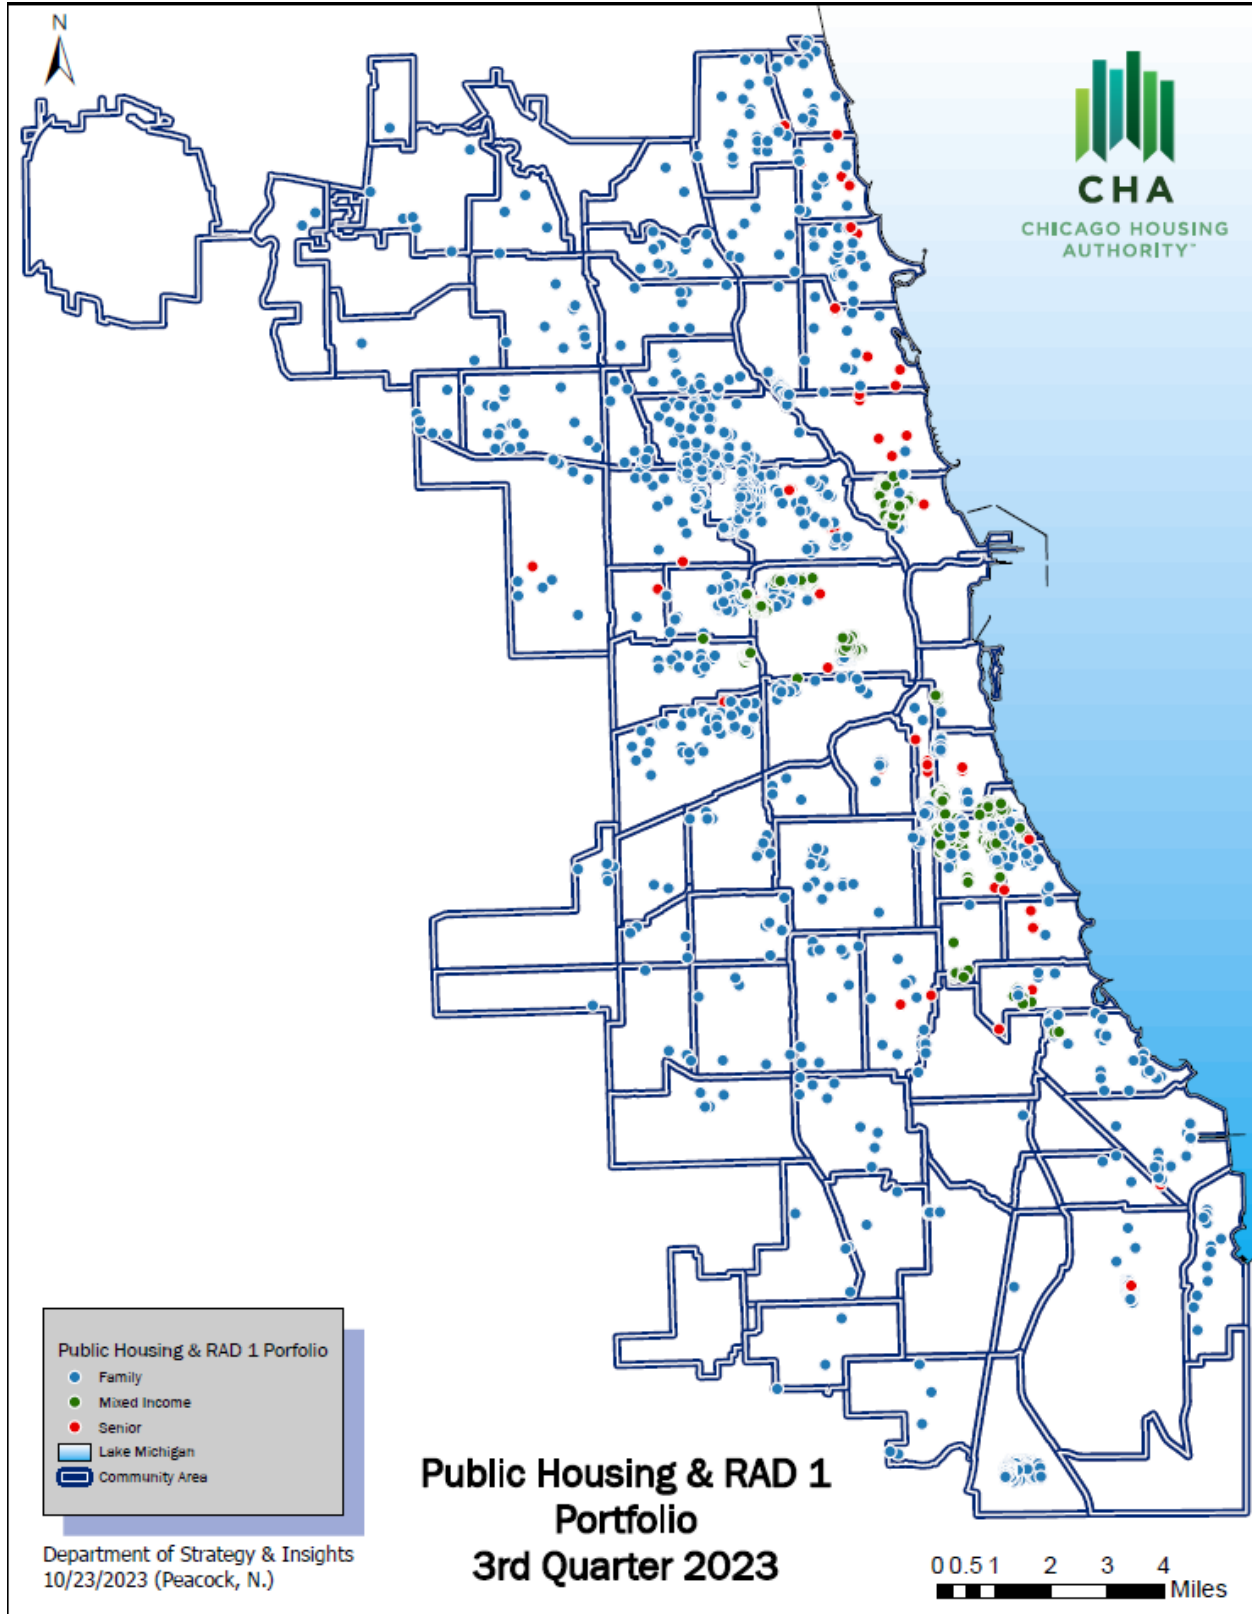 N
CHA
CHICAGO HOUSING
AUTHORITY™
Public Housing & RAD 1 Porfolio
Family
Mixed Income
Senior
Lake Michigan
Community Area
Department of Strategy & Insights
10/23/2023 (Peacock, N.)
Public Housing & RAD 1
Portfolio
3rd Quarter 2023
0 0.5 1 2 3 4
Miles